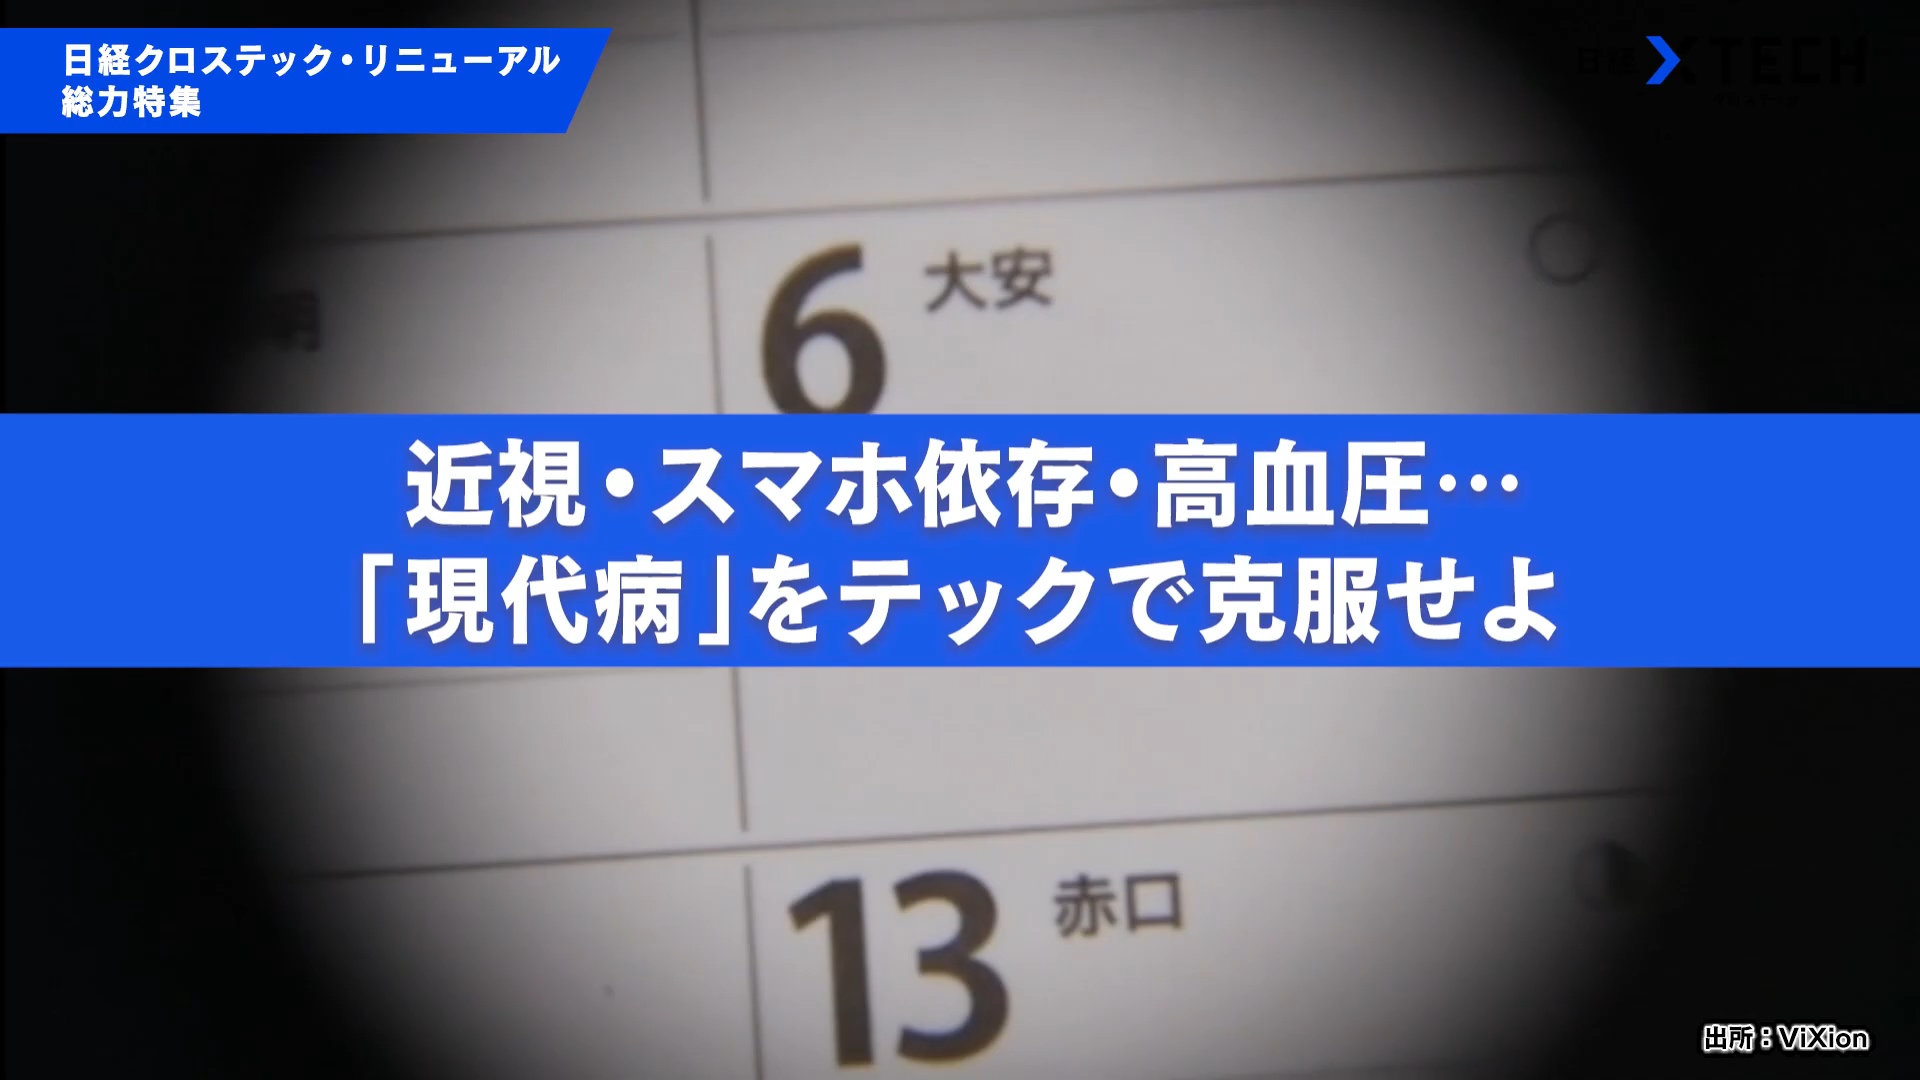 日経クロステック・リニューアル
総力特集
日経 XTECH
6 大安
近視・スマホ依存・高血圧…
「現代病」をテックで克服せよ
13 赤口
出所：ViXion